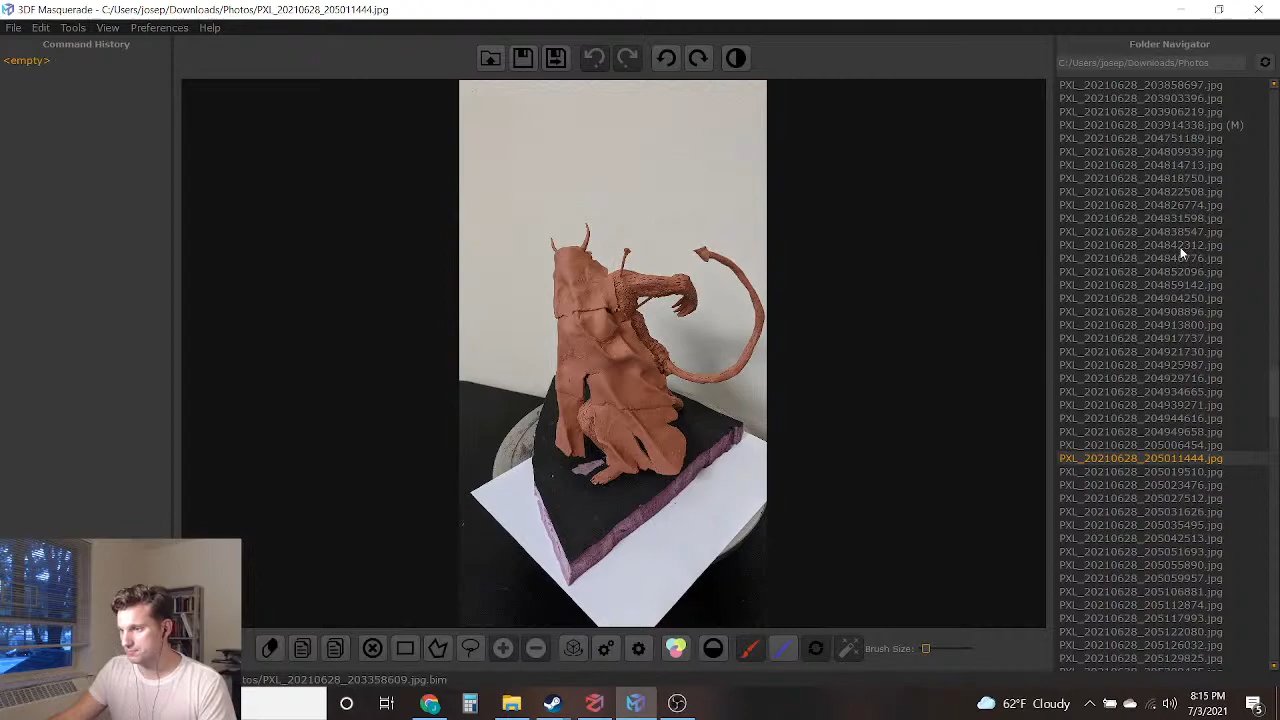 3DF Masquerade - C:/Users/josep/Downloads/Photos/PXL_20210628_205011444.jpg
File Edit Tools View Preferences Help
Command History
<empty>
Folder Navigator
C:/Users/josep/Downloads/Photos
PXL_20210628_203858697.jpg
PXL_20210628_203903396.jpg
PXL_20210628_203906219.jpg
PXL_20210628_203914338.jpg (M)
PXL_20210628_204751189.jpg
PXL_20210628_204809939.jpg
PXL_20210628_204814713.jpg
PXL_20210628_204818750.jpg
PXL_20210628_204822508.jpg
PXL_20210628_204826774.jpg
PXL_20210628_204831598.jpg
PXL_20210628_204838547.jpg
PXL_20210628_204842312.jpg
PXL_20210628_204846776.jpg
PXL_20210628_204852096.jpg
PXL_20210628_204859142.jpg
PXL_20210628_204904250.jpg
PXL_20210628_204908896.jpg
PXL_20210628_204913800.jpg
PXL_20210628_204917737.jpg
PXL_20210628_204921730.jpg
PXL_20210628_204925987.jpg
PXL_20210628_204929716.jpg
PXL_20210628_204934665.jpg
PXL_20210628_204939271.jpg
PXL_20210628_204944616.jpg
PXL_20210628_204949658.jpg
PXL_20210628_205006454.jpg
PXL_20210628_205011444.jpg
PXL_20210628_205019510.jpg
PXL_20210628_205023476.jpg
PXL_20210628_205027512.jpg
PXL_20210628_205031626.jpg
PXL_20210628_205035495.jpg
PXL_20210628_205042513.jpg
PXL_20210628_205051693.jpg
PXL_20210628_205055890.jpg
PXL_20210628_205059957.jpg
PXL_20210628_205106881.jpg
PXL_20210628_205112874.jpg
PXL_20210628_205117993.jpg
PXL_20210628_205122080.jpg
PXL_20210628_205126032.jpg
PXL_20210628_205129825.jpg
Brush Size:
tos/PXL_20210628_203358609.jpg.bim
62°F Cloudy
8:15 PM
7/3/2021
5